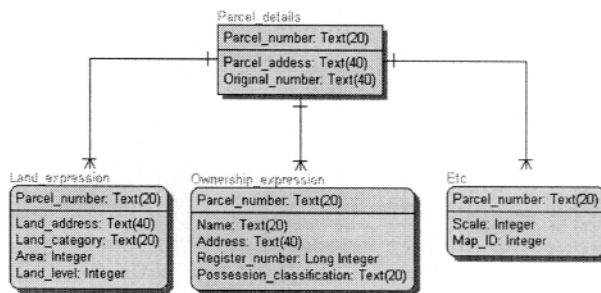 Parcel_details
Parcel_number: Text(20)
Parcel_addess: Text(40)
Original_number: Text(40)
Land_expression
Parcel_number: Text(20)
Land_address: Text(40)
Land_category: Text(20)
Area: Integer
Land_level: Integer
Ownership_expression
Parcel_number: Text(20)
Name: Text(20)
Address: Text(40)
Register_number: Long Integer
Possession_classification: Text(20)
Etc
Parcel_number: Text(20)
Scale: Integer
Map_ID: Integer